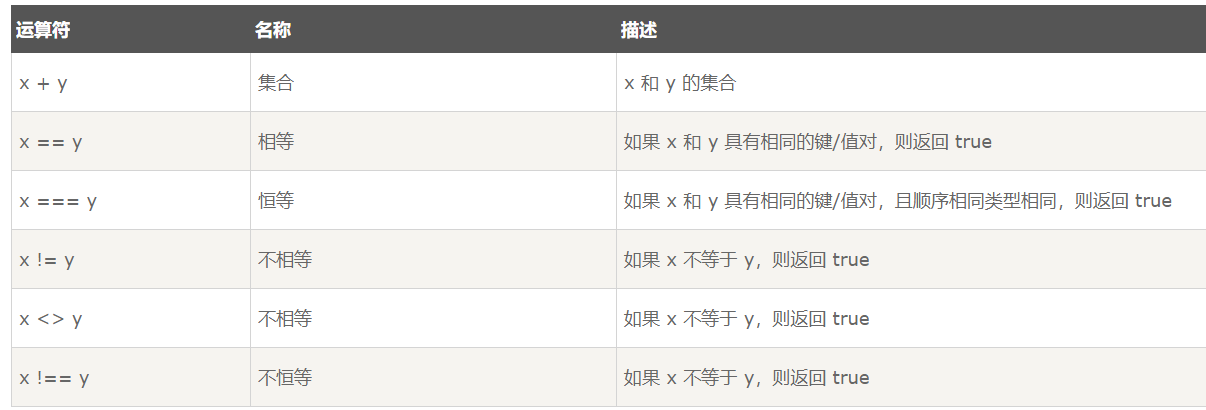 运算符 名称 描述
x + y 集合 x 和 y 的集合
x == y 相等 如果 x 和 y 具有相同的键/值对，则返回 true
x === y 恒等 如果 x 和 y 具有相同的键/值对，且顺序相同类型相同，则返回 true
x != y 不相等 如果 x 不等于 y，则返回 true
x <> y 不相等 如果 x 不等于 y，则返回 true
x !== y 不恒等 如果 x 不等于 y，则返回 true